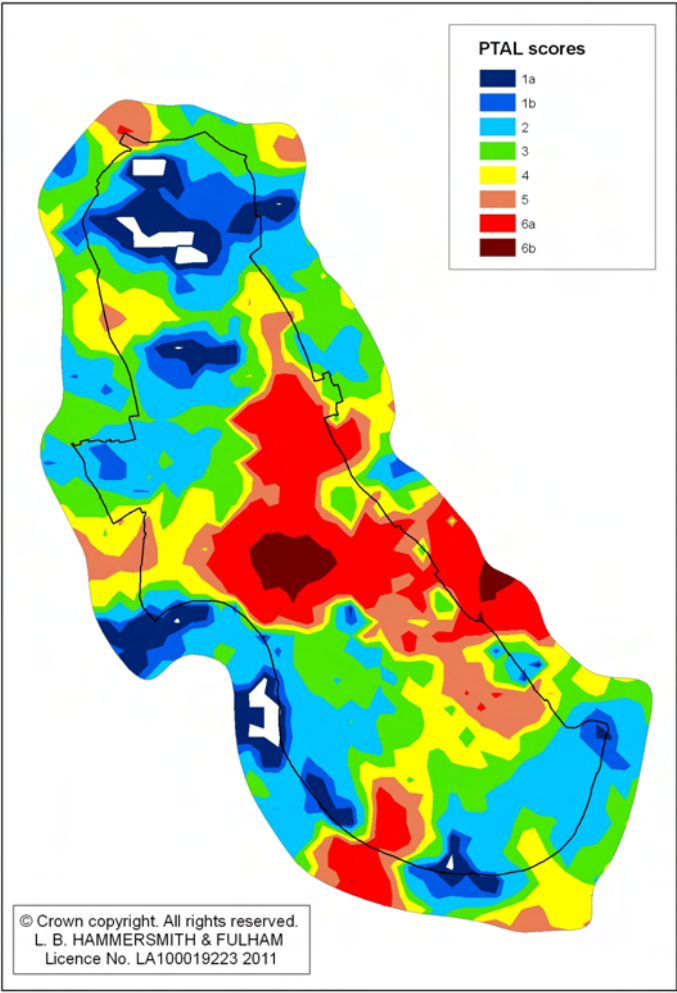 PTAL scores
1a
1b
2
3
4
5
6a
6b
© Crown copyright. All rights reserved.
L. B. HAMMERSMITH & FULHAM
Licence No. LA100019223 2011